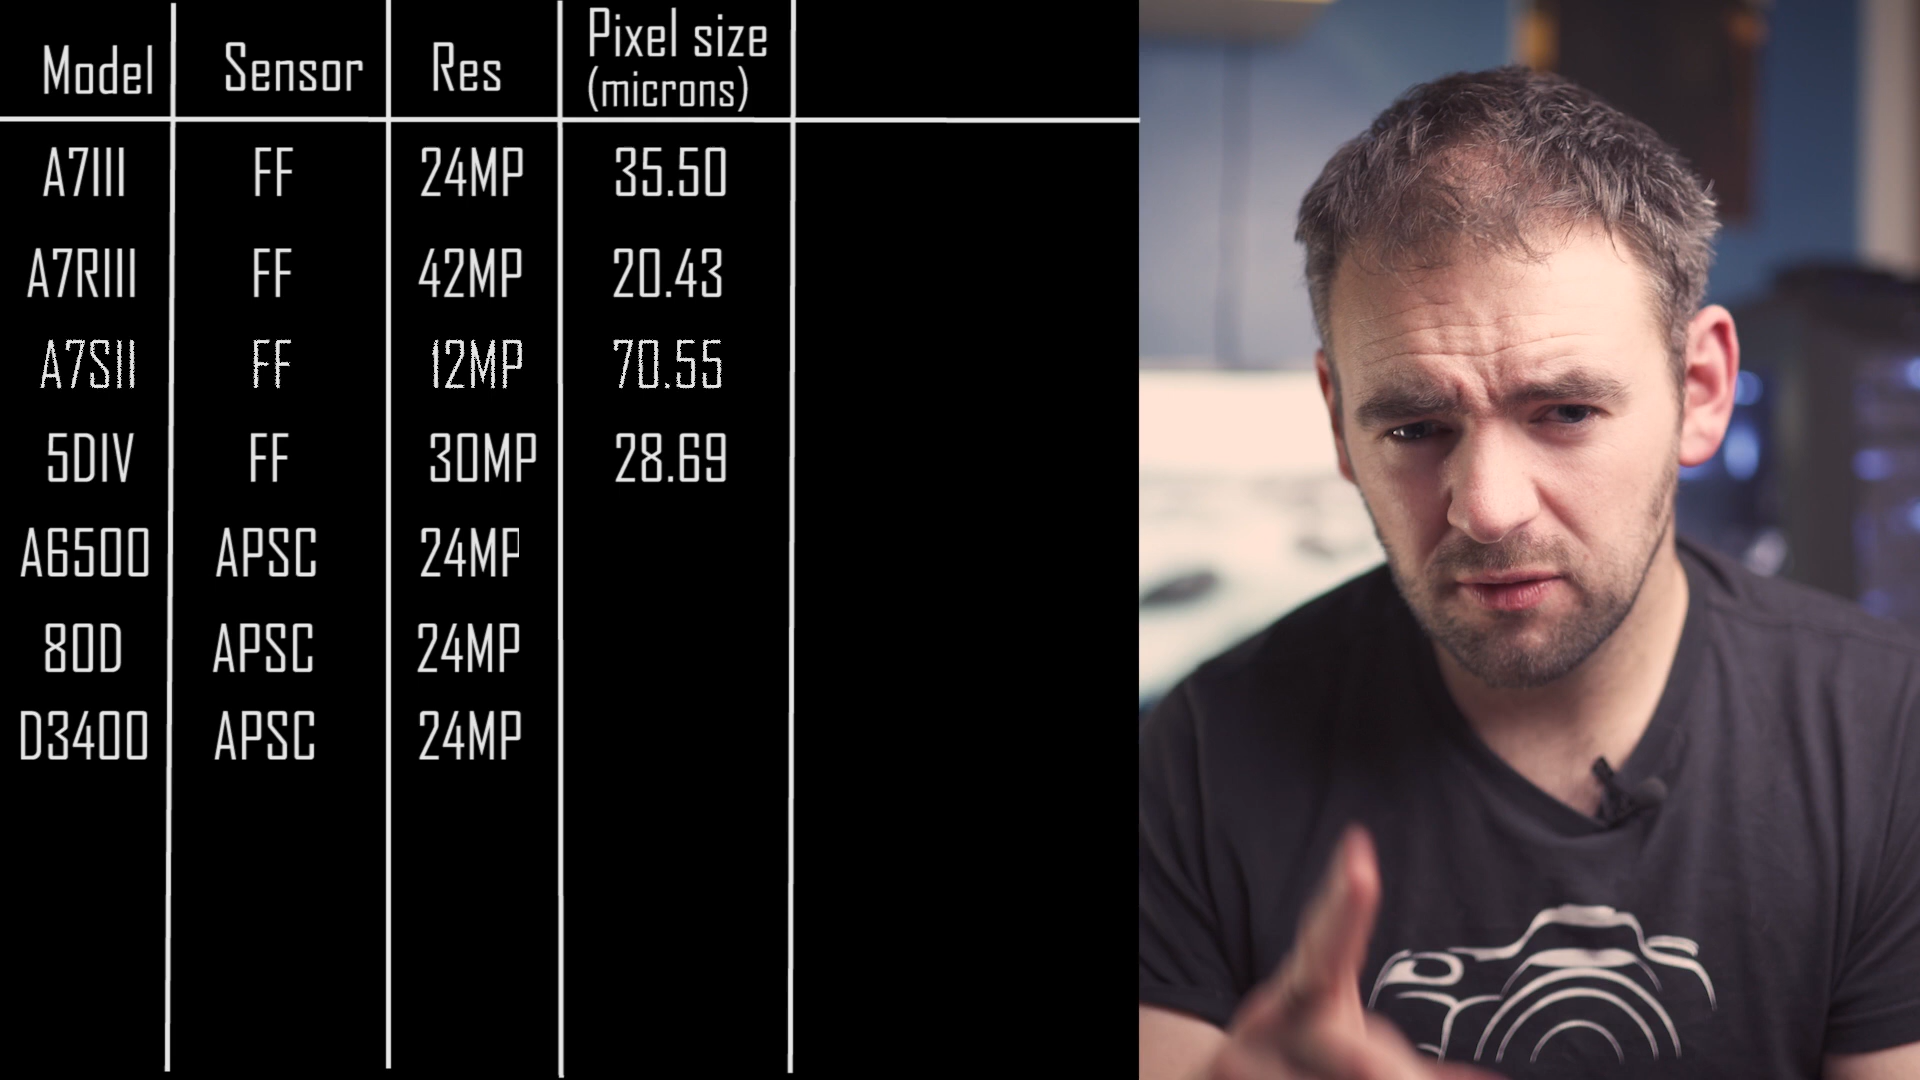 Model Sensor Res Pixel size
(microns)
A7III FF 24MP 35.50
A7RIII FF 42MP 20.43
A7SII FF 12MP 70.55
5DIV FF 30MP 28.69
A6500 APSC 24MP
80D APSC 24MP
D3400 APSC 24MP